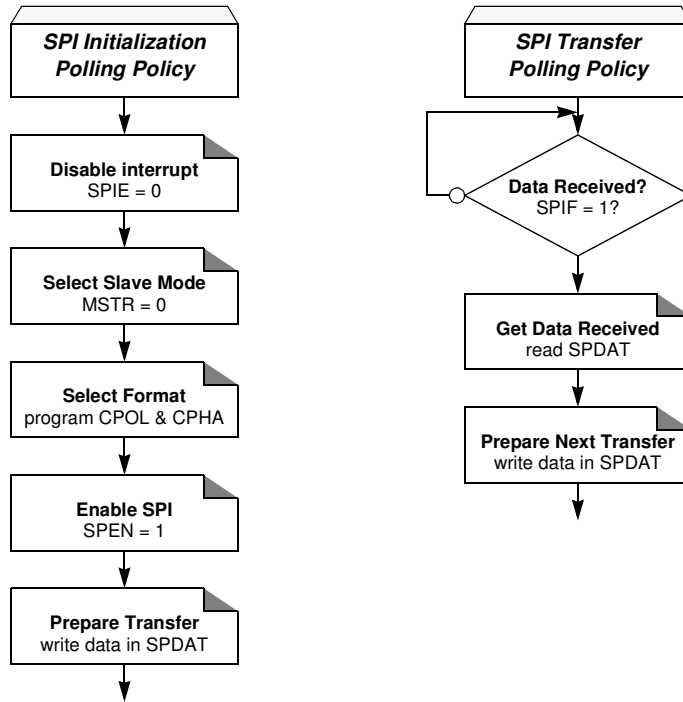 SPI Initialization
Polling Policy
Disable interrupt
SPIE = 0
Select Slave Mode
MSTR = 0
Select Format
program CPOL & CPHA
Enable SPI
SPEN = 1
Prepare Transfer
write data in SPDAT
SPI Transfer
Polling Policy
Data Received?
SPIF = 1?
Get Data Received
read SPDAT
Prepare Next Transfer
write data in SPDAT